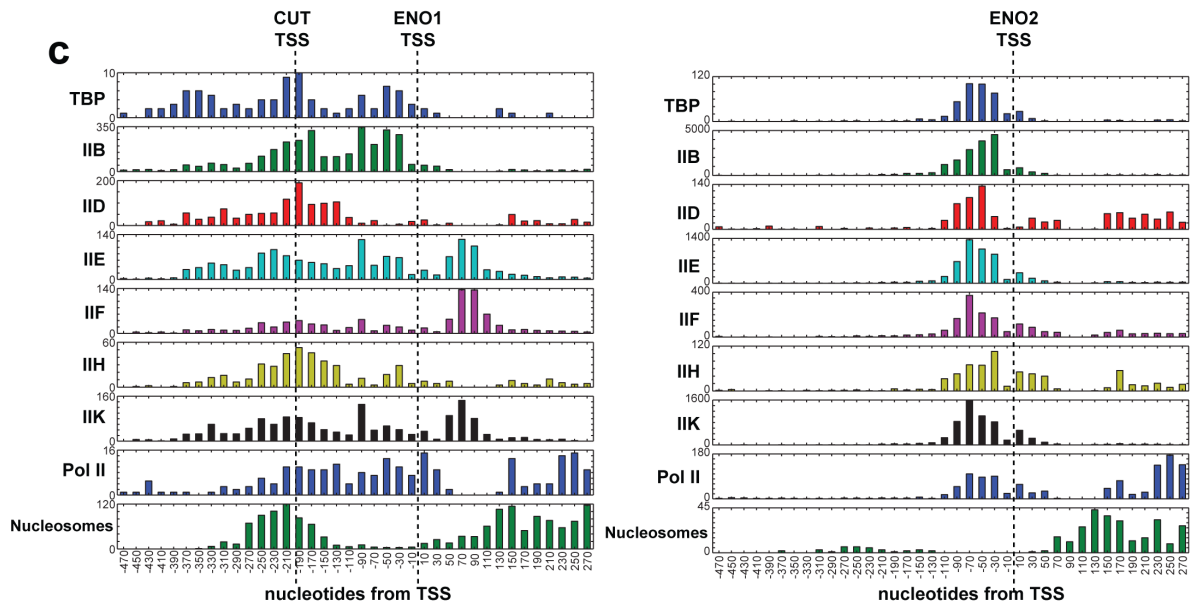 C
CUT
TSS
ENO1
TSS
TBP
10
0
IIB
350
0
IID
200
0
IIE
140
0
IIF
140
0
IIH
60
0
IIK
160
0
Pol II
16
0
Nucleosomes
120
0
-470 -450 -430 -410 -390 -370 -350 -330 -310 -290 -270 -250 -230 -210 -190 -170 -150 -130 -110 -90 -70 -50 -30 -10 10 30 50 70 90 110 130 150 170 190 210 230 250 270
nucleotides from TSS
ENO2
TSS
TBP
120
0
IIB
5000
0
IID
140
0
IIE
1400
0
IIF
400
0
IIH
120
0
IIK
1600
0
Pol II
180
0
Nucleosomes
45
0
-470 -450 -430 -410 -390 -370 -350 -330 -310 -290 -270 -250 -230 -210 -190 -170 -150 -130 -110 -90 -70 -50 -30 -10 10 30 50 70 90 110 130 150 170 190 210 230 250 270
nucleotides from TSS